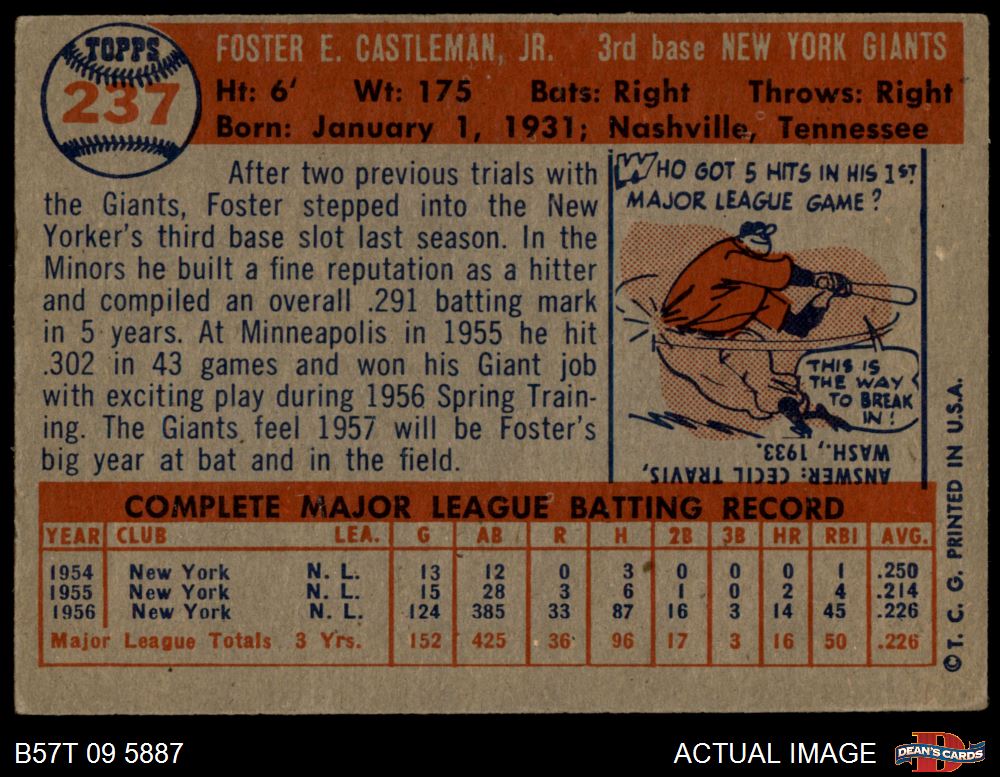 TOPPS
237
FOSTER E. CASTLEMAN, JR. 3rd base NEW YORK GIANTS
Ht: 6' Wt: 175 Bats: Right Throws: Right
Born: January 1, 1931; Nashville, Tennessee
After two previous trials with
the Giants, Foster stepped into the New
Yorker's third base slot last season. In the
Minors he built a fine reputation as a hitter
and compiled an overall .291 batting mark
in 5 years. At Minneapolis in 1955 he hit
.302 in 43 games and won his Giant job
with exciting play during 1956 Spring Train-
ing. The Giants feel 1957 will be Foster's
big year at bat and in the field.
WHO GOT 5 HITS IN HIS 1ST
MAJOR LEAGUE GAME?
THIS IS
THE WAY
TO BREAK
IN!
ANSWER: CECIL TRAVIS,
WASH., 1933.
COMPLETE MAJOR LEAGUE BATTING RECORD
YEAR CLUB LEA. G AB R H 2B 3B HR RBI AVG.
1954 New York N. L. 13 12 0 3 0 0 0 1 .250
1955 New York N. L. 15 28 3 6 1 0 2 4 .214
1956 New York N. L. 124 385 33 87 16 3 14 45 .226
Major League Totals 3 Yrs. 152 425 36 96 17 3 16 50 .226
© T. C. G. PRINTED IN U.S.A.
B57T 09 5887
ACTUAL IMAGE
D
DEAN'S CARDS